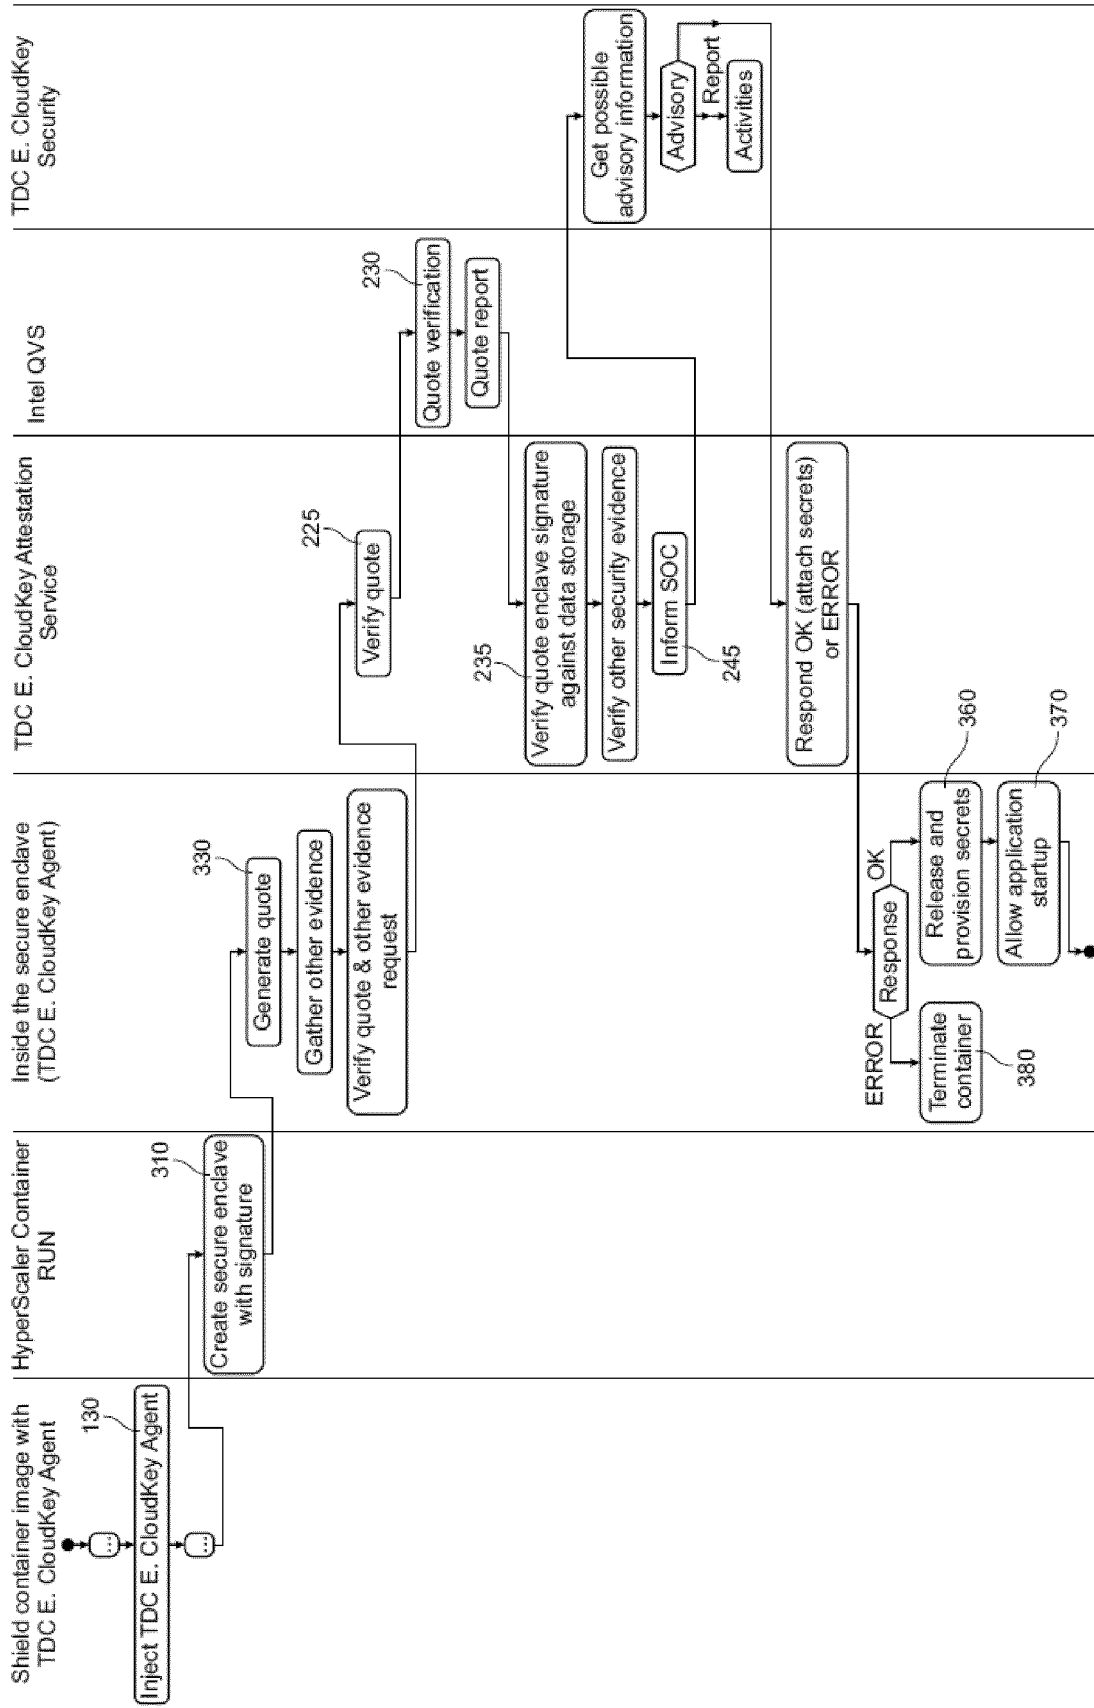 Shield container image with
TDC E. CloudKey Agent
...
130
Inject TDC E. CloudKey Agent
...
HyperScaler Container
RUN
310
Create secure enclave
with signature
Inside the secure enclave
(TDC E. CloudKey Agent)
330
Generate quote
Gather other evidence
Verify quote & other evidence
request
Response
OK
ERROR
360
Release and
provision secrets
Terminate
container
380
370
Allow application
startup
TDC E. CloudKey Attestation
Service
225
Verify quote
235
Verify quote enclave signature
against data storage
Verify other security evidence
Inform SOC
245
Respond OK (attach secrets)
or ERROR
Intel QVS
230
Quote verification
Quote report
TDC E. CloudKey
Security
Get possible
advisory information
Advisory
Report
Activities